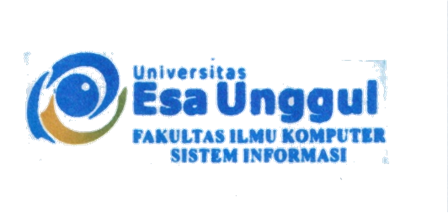 Universitas
Esa Unggul
FAKULTAS ILMU KOMPUTER
SISTEM INFORMASI